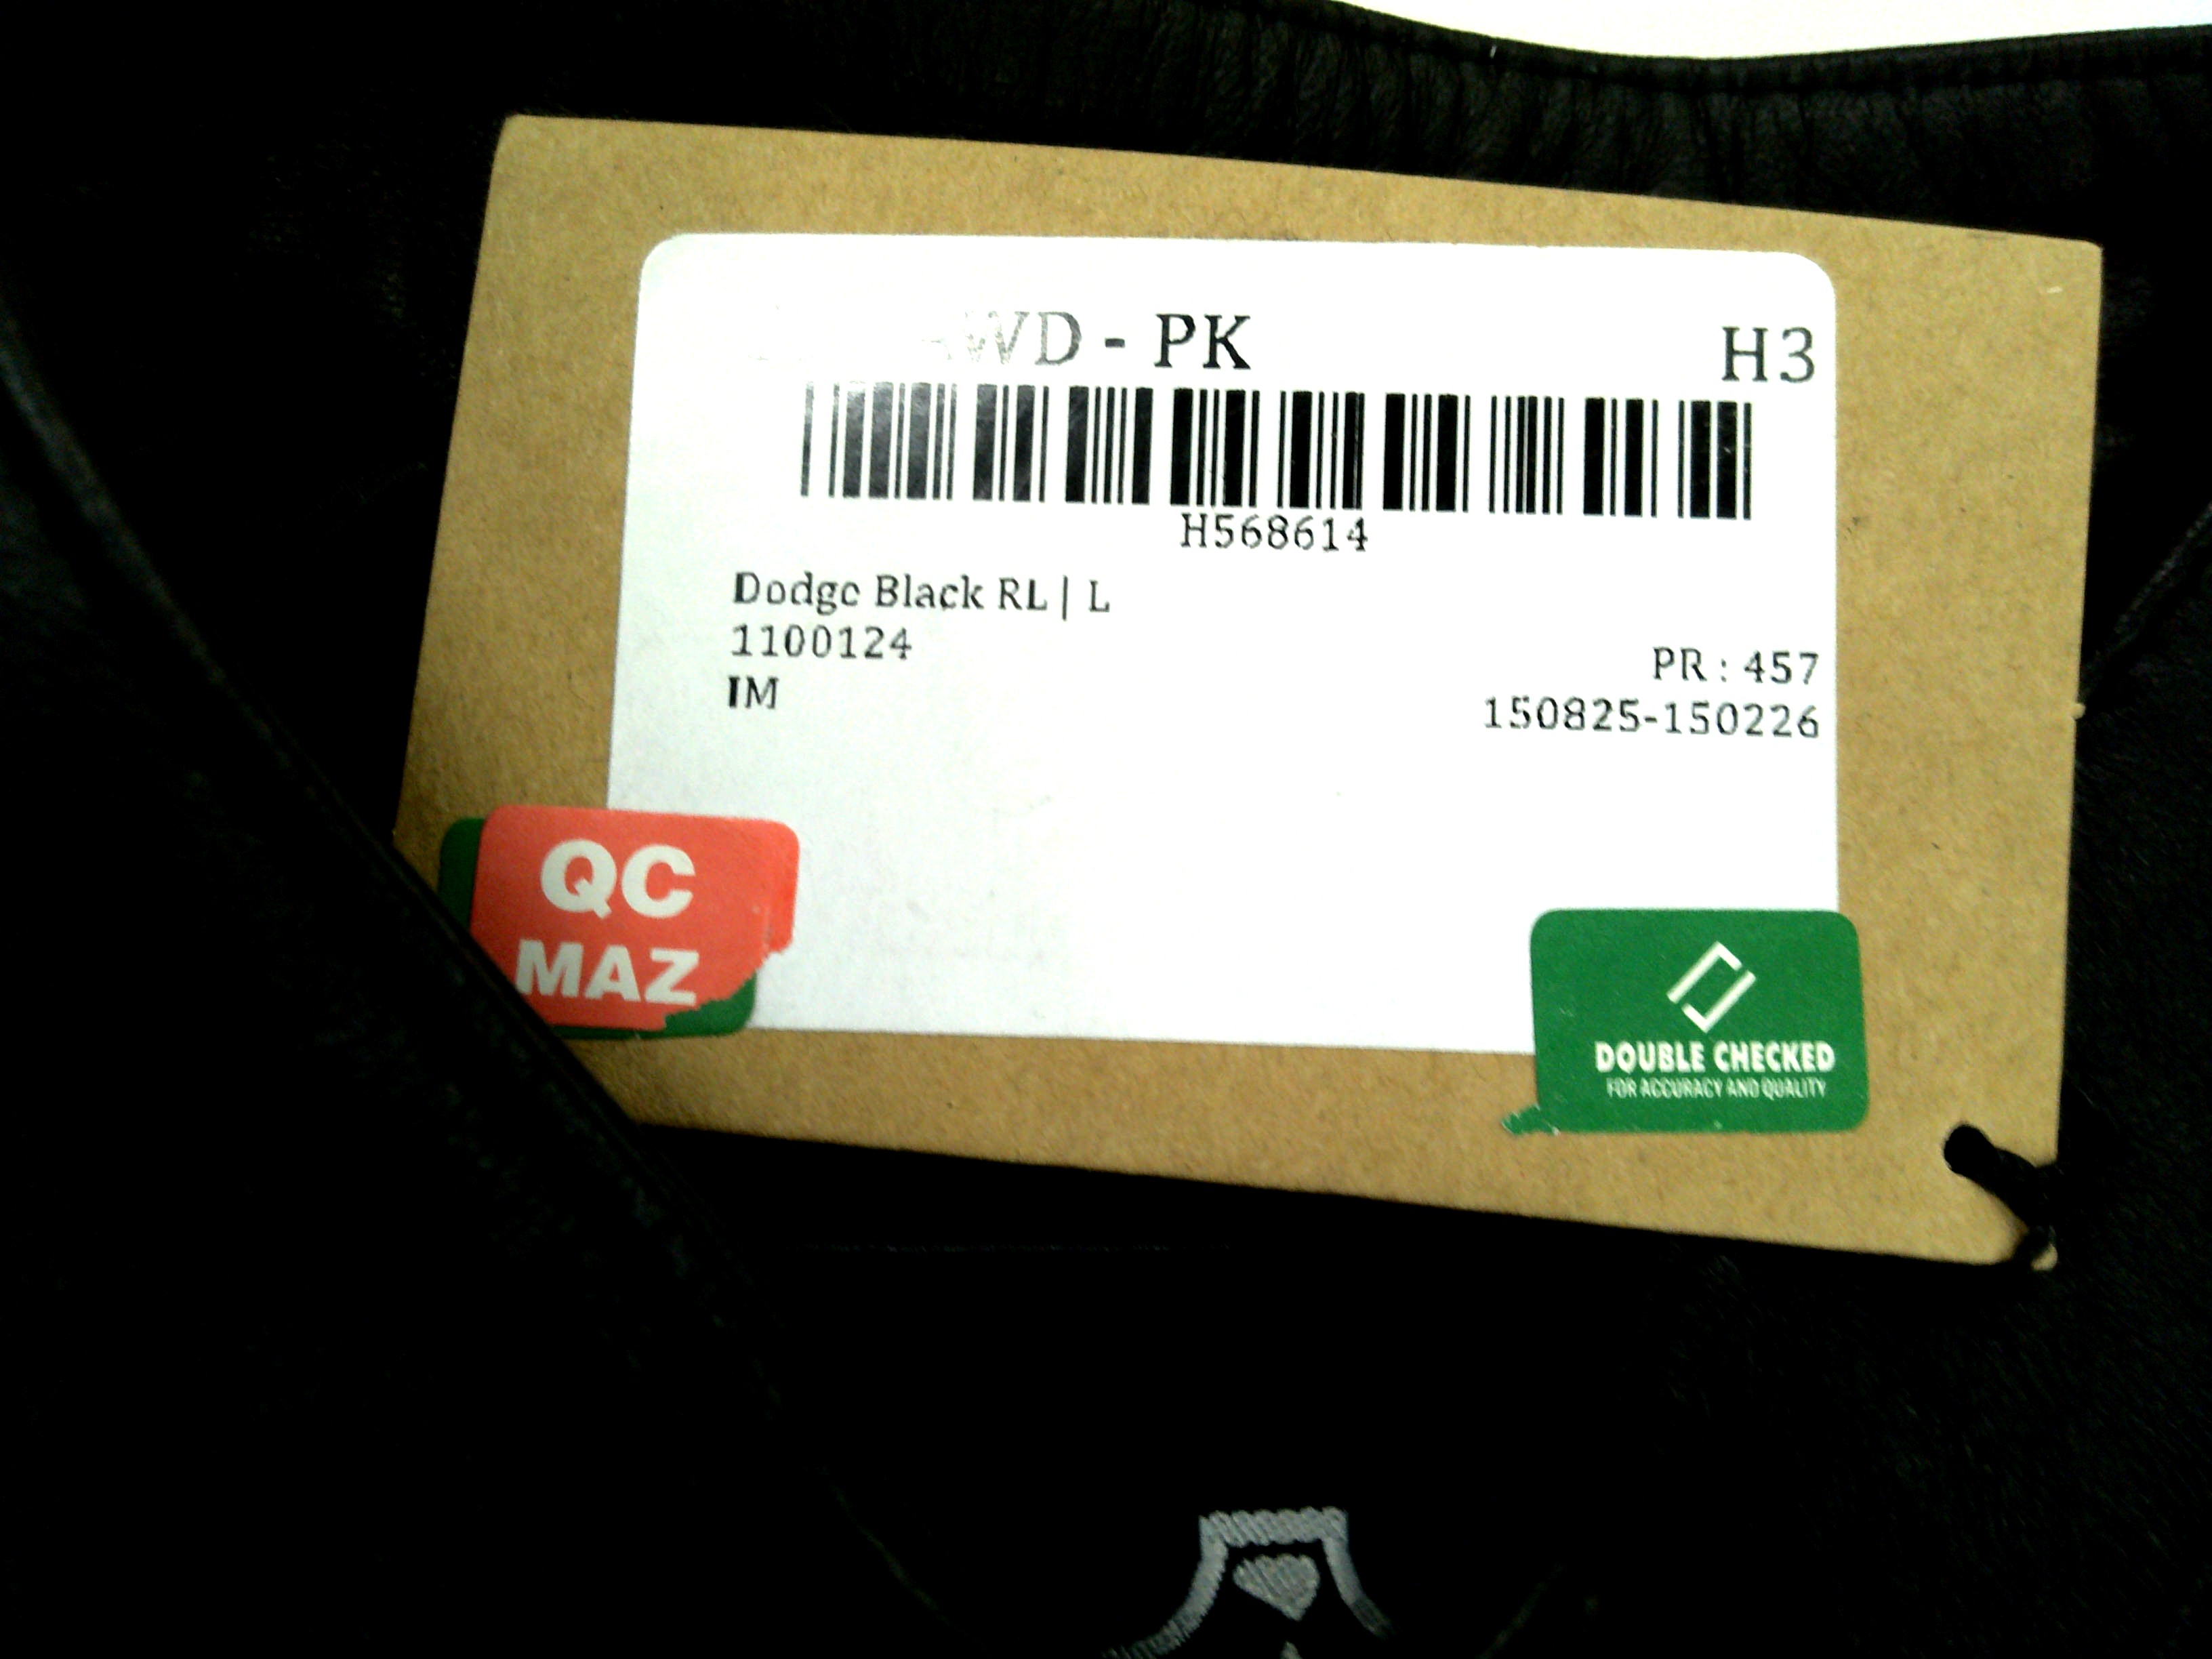 WD - PK
H3
H568614
Dodge Black RL | L
1100124
IM
PR : 457
150825-150226
QC
MAZ
DOUBLE CHECKED
FOR ACCURACY AND QUALITY